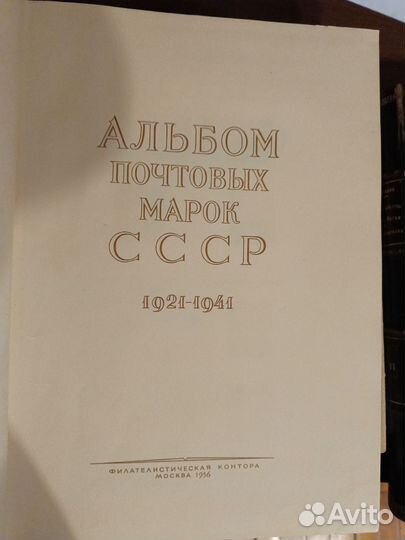 АЛЬБОМ
ПОЧТОВЫХ
МАРОК
СССР
1921-1941
ФИЛАТЕЛИСТИЧЕСКАЯ КОНТОРА
МОСКВА 1956
Avito